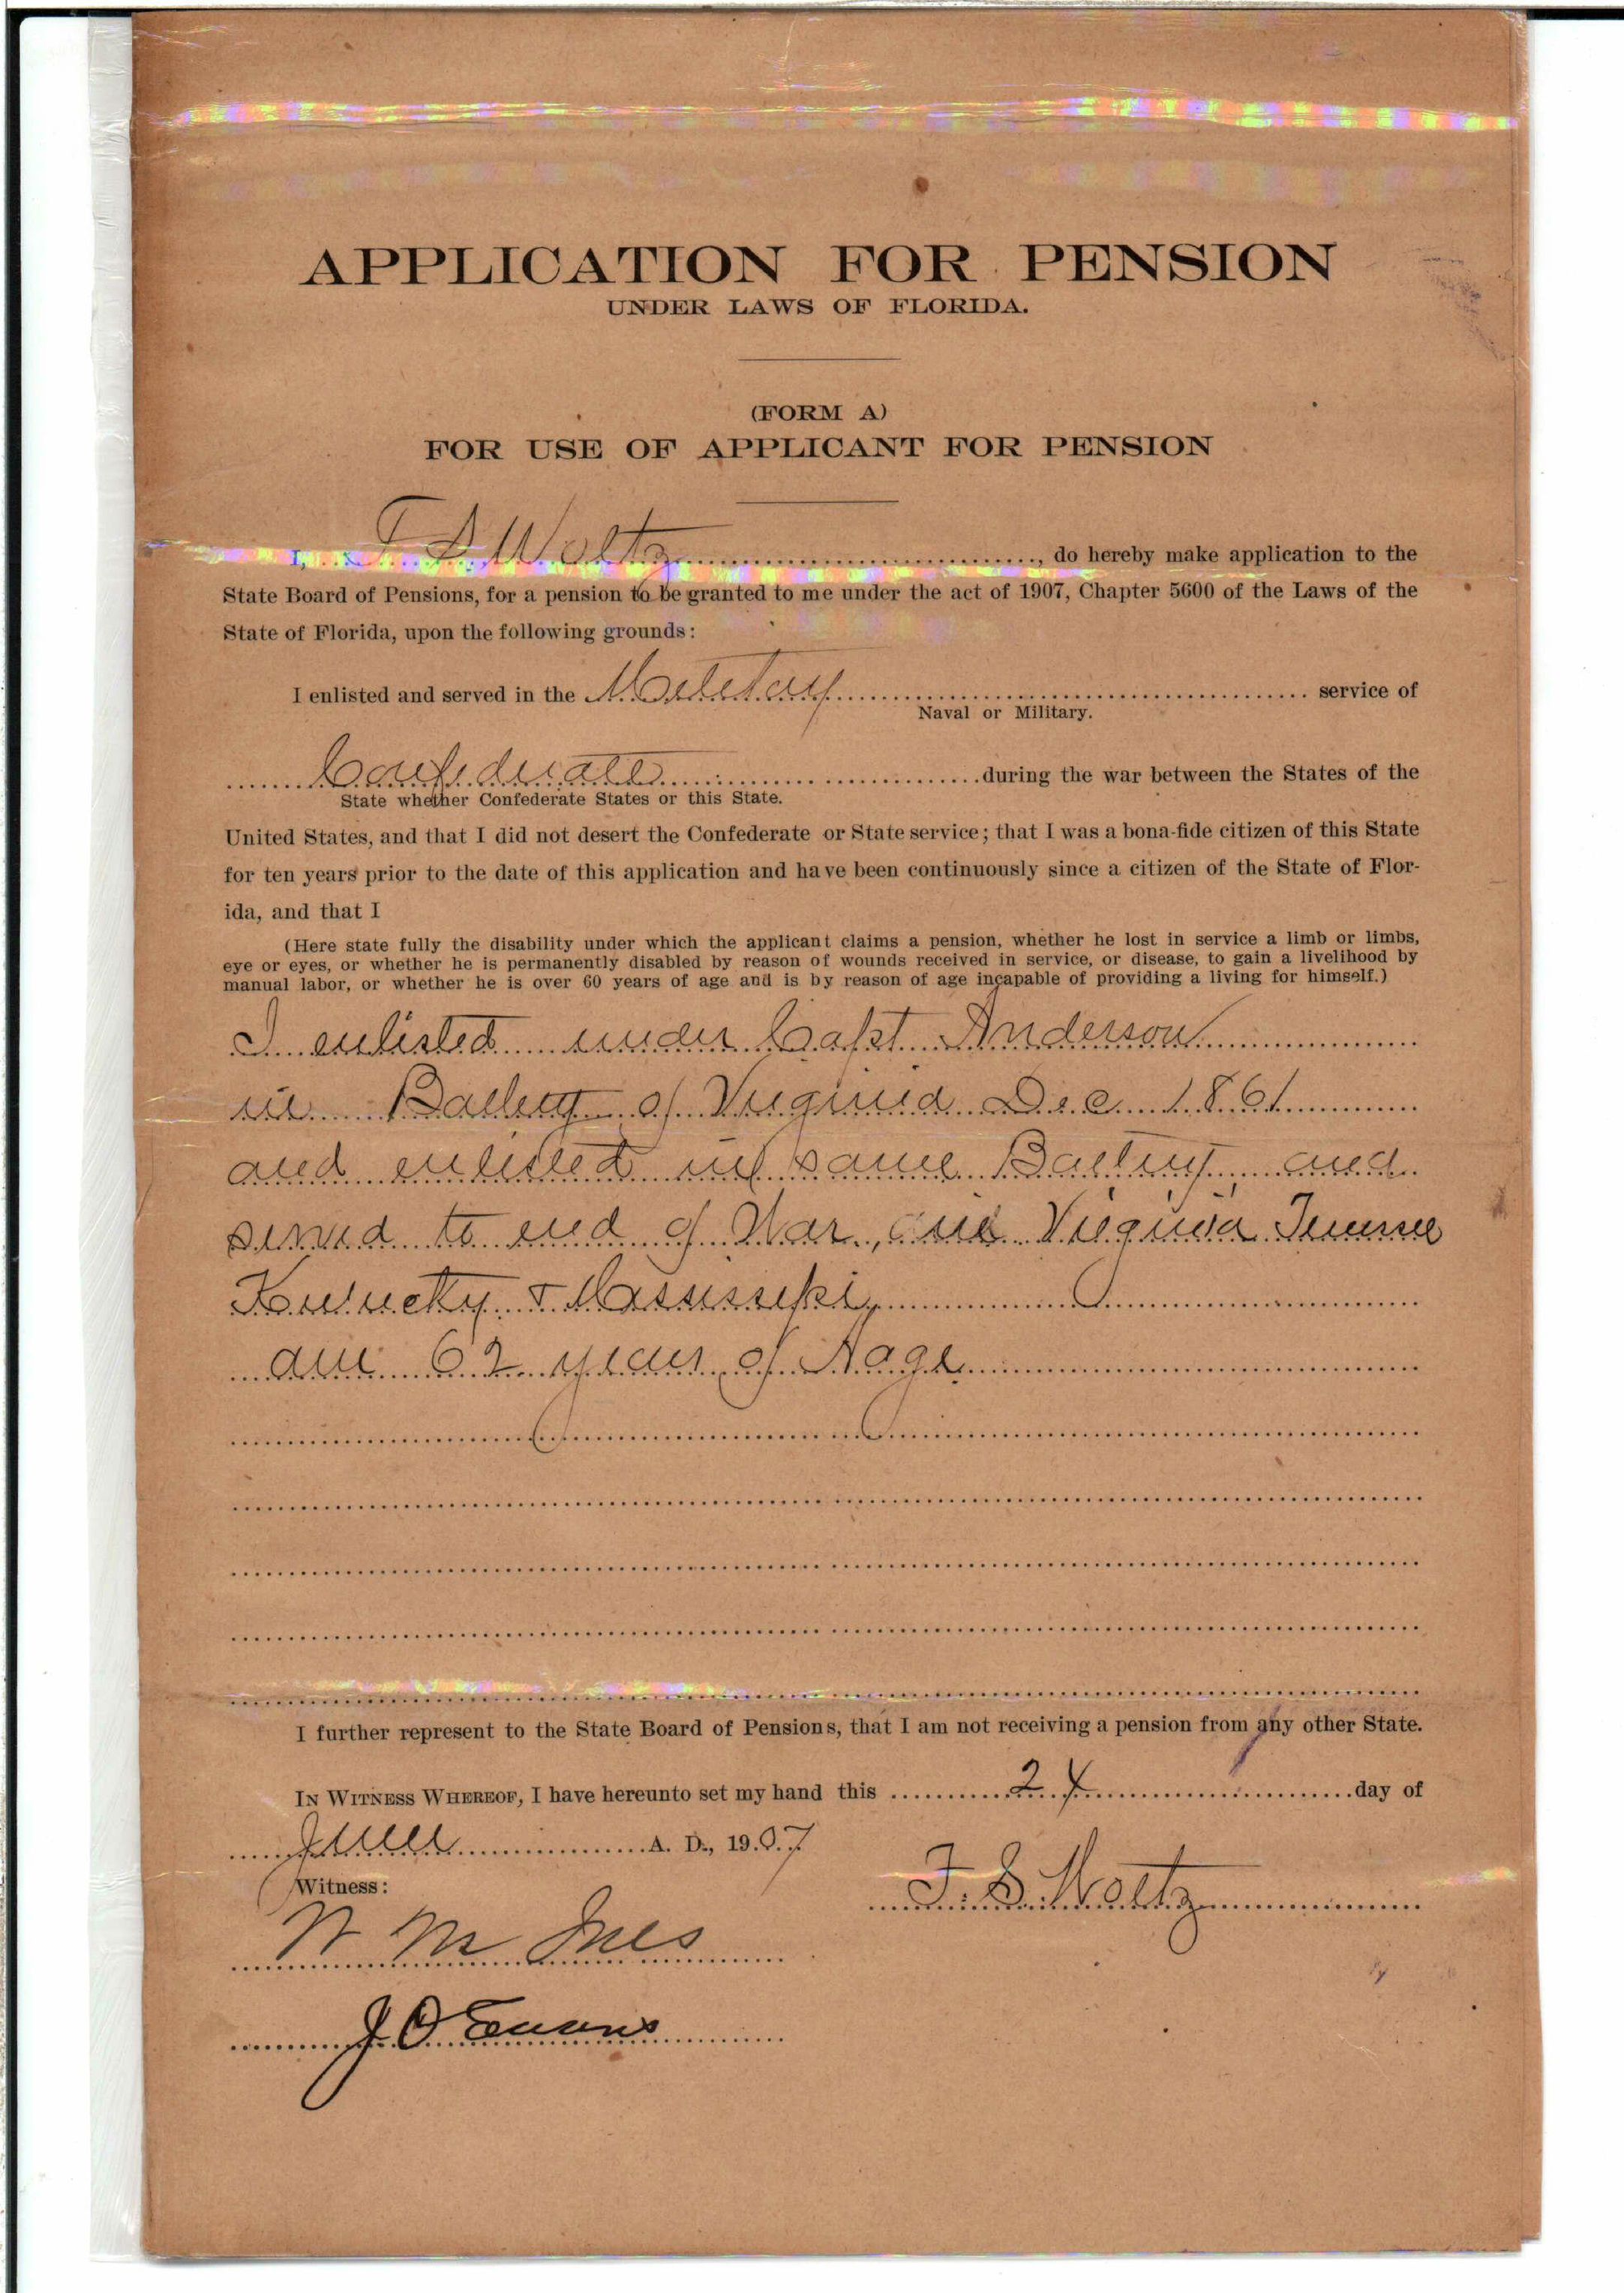 APPLICATION FOR PENSION
UNDER LAWS OF FLORIDA.
(FORM A)
FOR USE OF APPLICANT FOR PENSION
I, F S Woltz, do hereby make application to the
State Board of Pensions, for a pension to be granted to me under the act of 1907, Chapter 5600 of the Laws of the
State of Florida, upon the following grounds:
I enlisted and served in the Militay service of
Naval or Military.
Confederate during the war between the States of the
State whether Confederate States or this State.
United States, and that I did not desert the Confederate or State service; that I was a bona-fide citizen of this State
for ten years prior to the date of this application and have been continuously since a citizen of the State of Flor-
ida, and that I
(Here state fully the disability under which the applicant claims a pension, whether he lost in service a limb or limbs,
eye or eyes, or whether he is permanently disabled by reason of wounds received in service, or disease, to gain a livelihood by
manual labor, or whether he is over 60 years of age and is by reason of age incapable of providing a living for himself.)
I enlisted under Capt Anderson
in Battery of Virginia Dec 1861
and enlisted in same Battery, and
served to end of War, in Virginia Tennessee
Kentucky & Mississippi, I
am 62 years of Aage
I further represent to the State Board of Pensions, that I am not receiving a pension from any other State.
IN WITNESS WHEREOF, I have hereunto set my hand this 24 day of
June A. D., 1907
Witness:
F. S. Woltz
W M Ives
J O Evans